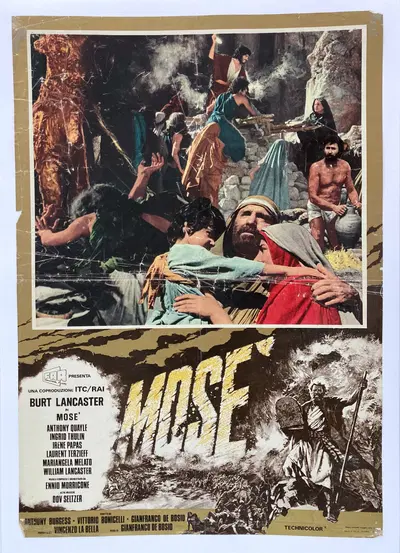 PRESENTA
UNA COPRODUZIONE ITC/RAI
BURT LANCASTER
in
MOSE'
ANTHONY QUAYLE
INGRID THULIN
IRENE PAPAS
LAURENT TERZIEFF
MARIANGELA MELATO
WILLIAM LANCASTER
ENNIO MORRICONE
DOV SELTZER
MOSE'
ANTHONY BURGESS - VITTORIO BONICELLI - GIANFRANCO DE BOSIO
VINCENZO LA BELLA
GIANFRANCO DE BOSIO
TECHNICOLOR